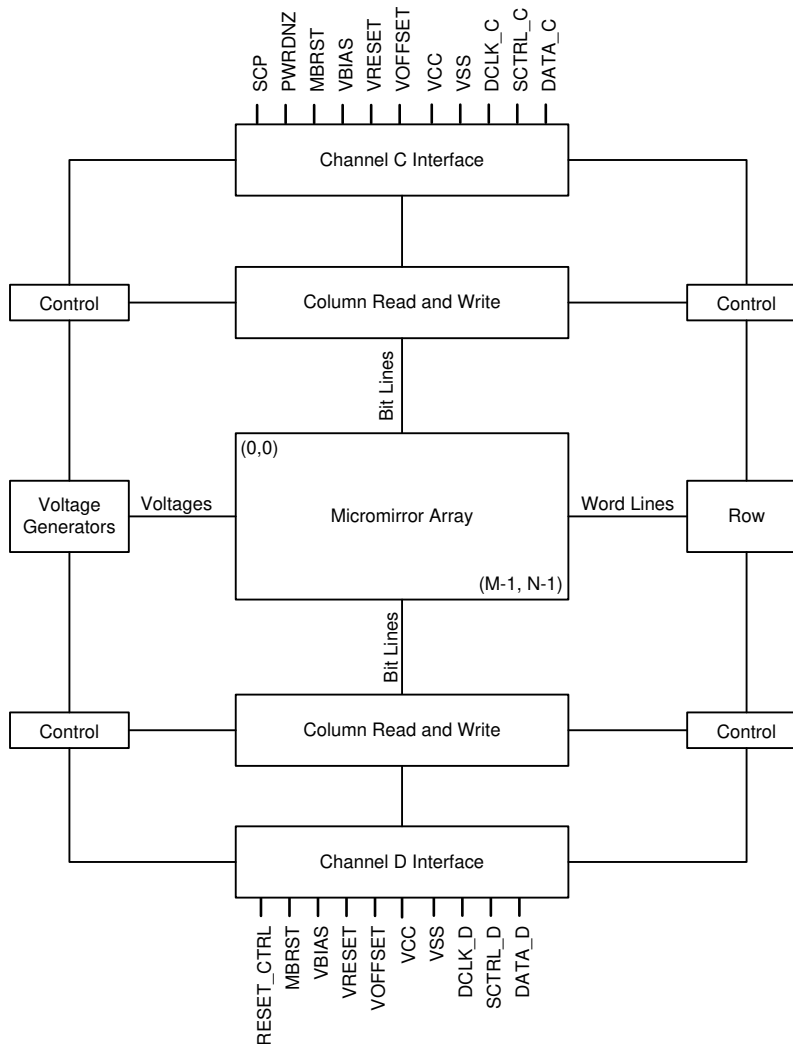 SCP
PWRDNZ
MBRST
VBIAS
VRESET
VOFFSET
VCC
VSS
DCLK_C
SCTRL_C
DATA_C
Channel C Interface
Control
Column Read and Write
Control
Bit Lines
(0,0)
Voltage
Generators
Voltages
Micromirror Array
Word Lines
Row
(M-1, N-1)
Bit Lines
Control
Column Read and Write
Control
Channel D Interface
RESET_CTRL
MBRST
VBIAS
VRESET
VOFFSET
VCC
VSS
DCLK_D
SCTRL_D
DATA_D